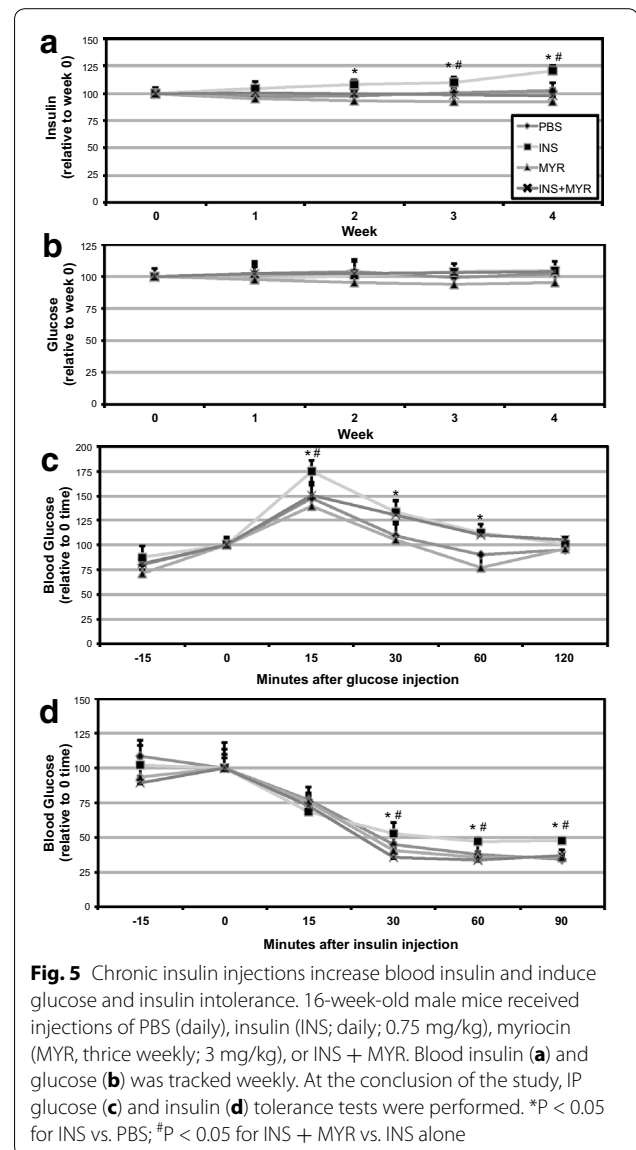 a
150
125
100
75
50
25
0
Insulin
(relative to week 0)
* * # * #
PBS
INS
MYR
INS+MYR
0 1 2 3 4
Week
b
125
100
75
50
25
0
Glucose
(relative to week 0)
0 1 2 3 4
Week
c
200
175
150
125
100
75
50
25
0
Blood Glucose
(relative to 0 time)
* # * *
-15 0 15 30 60 120
Minutes after glucose injection
d
150
125
100
75
50
25
0
Blood Glucose
(relative to 0 time)
* # * # * #
-15 0 15 30 60 90
Minutes after insulin injection
Fig. 5 Chronic insulin injections increase blood insulin and induce
glucose and insulin intolerance. 16-week-old male mice received
injections of PBS (daily), insulin (INS; daily; 0.75 mg/kg), myriocin
(MYR, thrice weekly; 3 mg/kg), or INS + MYR. Blood insulin (a) and
glucose (b) was tracked weekly. At the conclusion of the study, IP
glucose (c) and insulin (d) tolerance tests were performed. *P < 0.05
for INS vs. PBS; #P < 0.05 for INS + MYR vs. INS alone